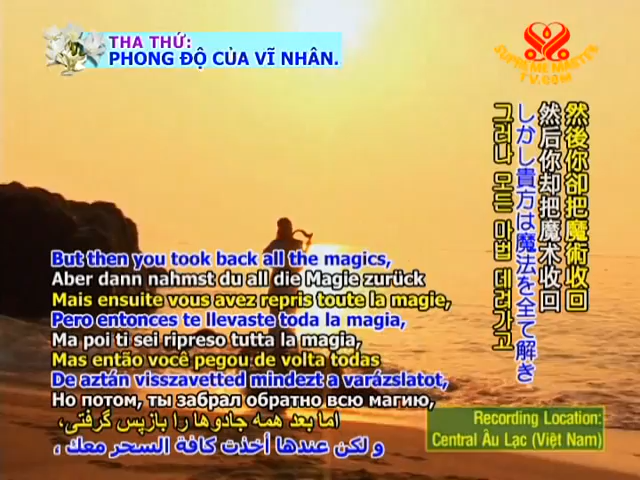 THA THỨ:
PHONG ĐỘ CỦA VĨ NHÂN.
SUPREME MASTER
TV.COM
然後你卻把魔術收回
然后你却把魔术收回
しかし貴方は魔法を全て解き
그러나 모든 마법 데려가고
But then you took back all the magics,
Aber dann nahmst du all die Magie zurück
Mais ensuite vous avez repris toute la magie,
Pero entonces te llevaste toda la magia,
Ma poi ti sei ripreso tutta la magia,
Mas então você pegou de volta todas
De aztán visszavetted mindezt a varázslatot,
Но потом, ты забрал обратно всю магию,
اما بعد همه جادوها را بازپس گرفتی،
و لكن عندها أخذت كافة السحر معك ،
Recording Location:
Central Âu Lạc (Việt Nam)